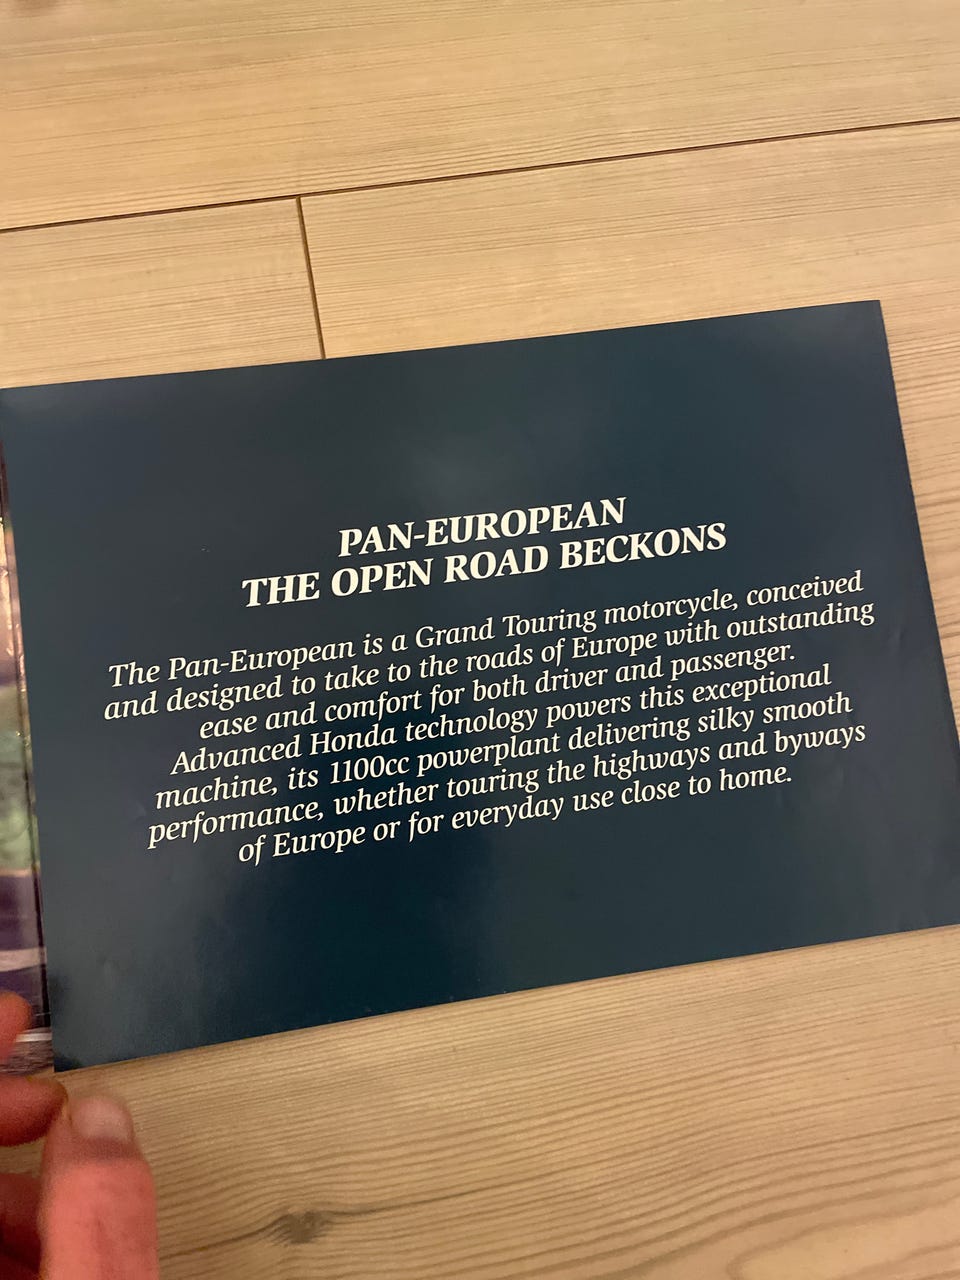 PAN-EUROPEAN
THE OPEN ROAD BECKONS
The Pan-European is a Grand Touring motorcycle, conceived
and designed to take to the roads of Europe with outstanding
ease and comfort for both driver and passenger.
Advanced Honda technology powers this exceptional
machine, its 1100cc powerplant delivering silky smooth
performance, whether touring the highways and byways
of Europe or for everyday use close to home.